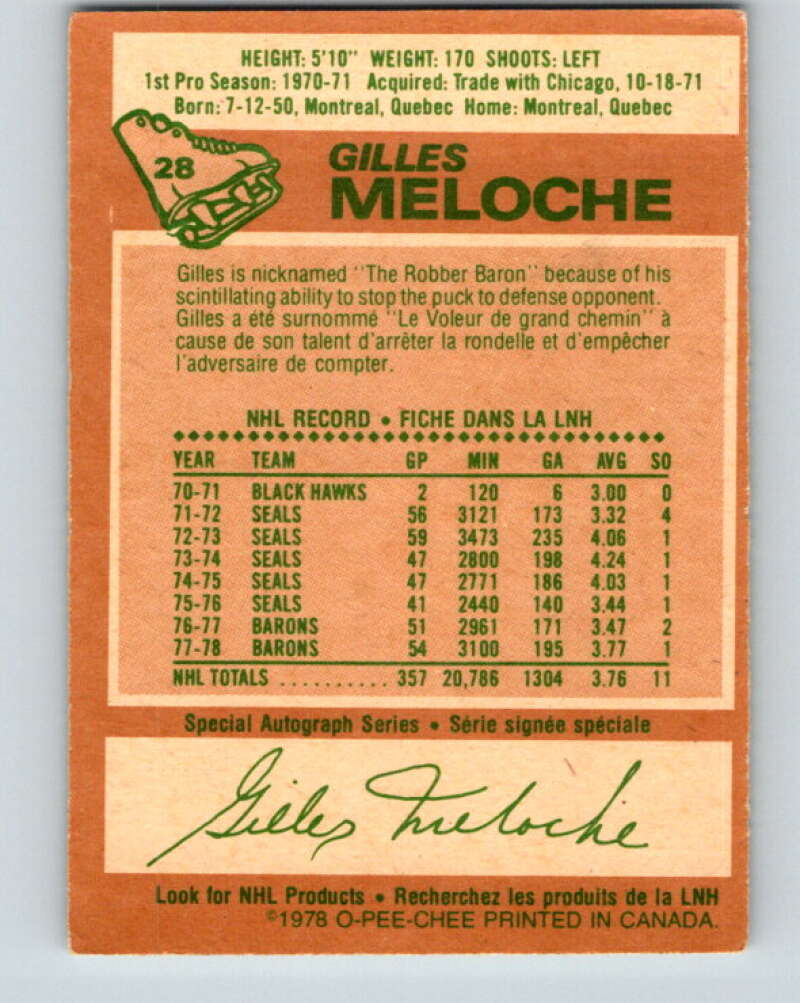 HEIGHT: 5'10" WEIGHT: 170 SHOOTS: LEFT
1st Pro Season: 1970-71 Acquired: Trade with Chicago, 10-18-71
Born: 7-12-50, Montreal, Quebec Home: Montreal, Quebec
28
GILLES
MELOCHE
Gilles is nicknamed "The Robber Baron" because of his
scintillating ability to stop the puck to defense opponent.
Gilles a été surnommé "Le Voleur de grand chemin" à
cause de son talent d'arrêter la rondelle et d'empêcher
l'adversaire de compter.
NHL RECORD • FICHE DANS LA LNH
YEAR TEAM GP MIN GA AVG SO
70-71 BLACK HAWKS 2 120 6 3.00 0
71-72 SEALS 56 3121 173 3.32 4
72-73 SEALS 59 3473 235 4.06 1
73-74 SEALS 47 2800 198 4.24 1
74-75 SEALS 47 2771 186 4.03 1
75-76 SEALS 41 2440 140 3.44 1
76-77 BARONS 51 2961 171 3.47 2
77-78 BARONS 54 3100 195 3.77 1
NHL TOTALS .......... 357 20,786 1304 3.76 11
Special Autograph Series • Série signée spéciale
Gilles Meloche
Look for NHL Products • Recherchez les produits de la LNH
©1978 O-PEE-CHEE PRINTED IN CANADA.